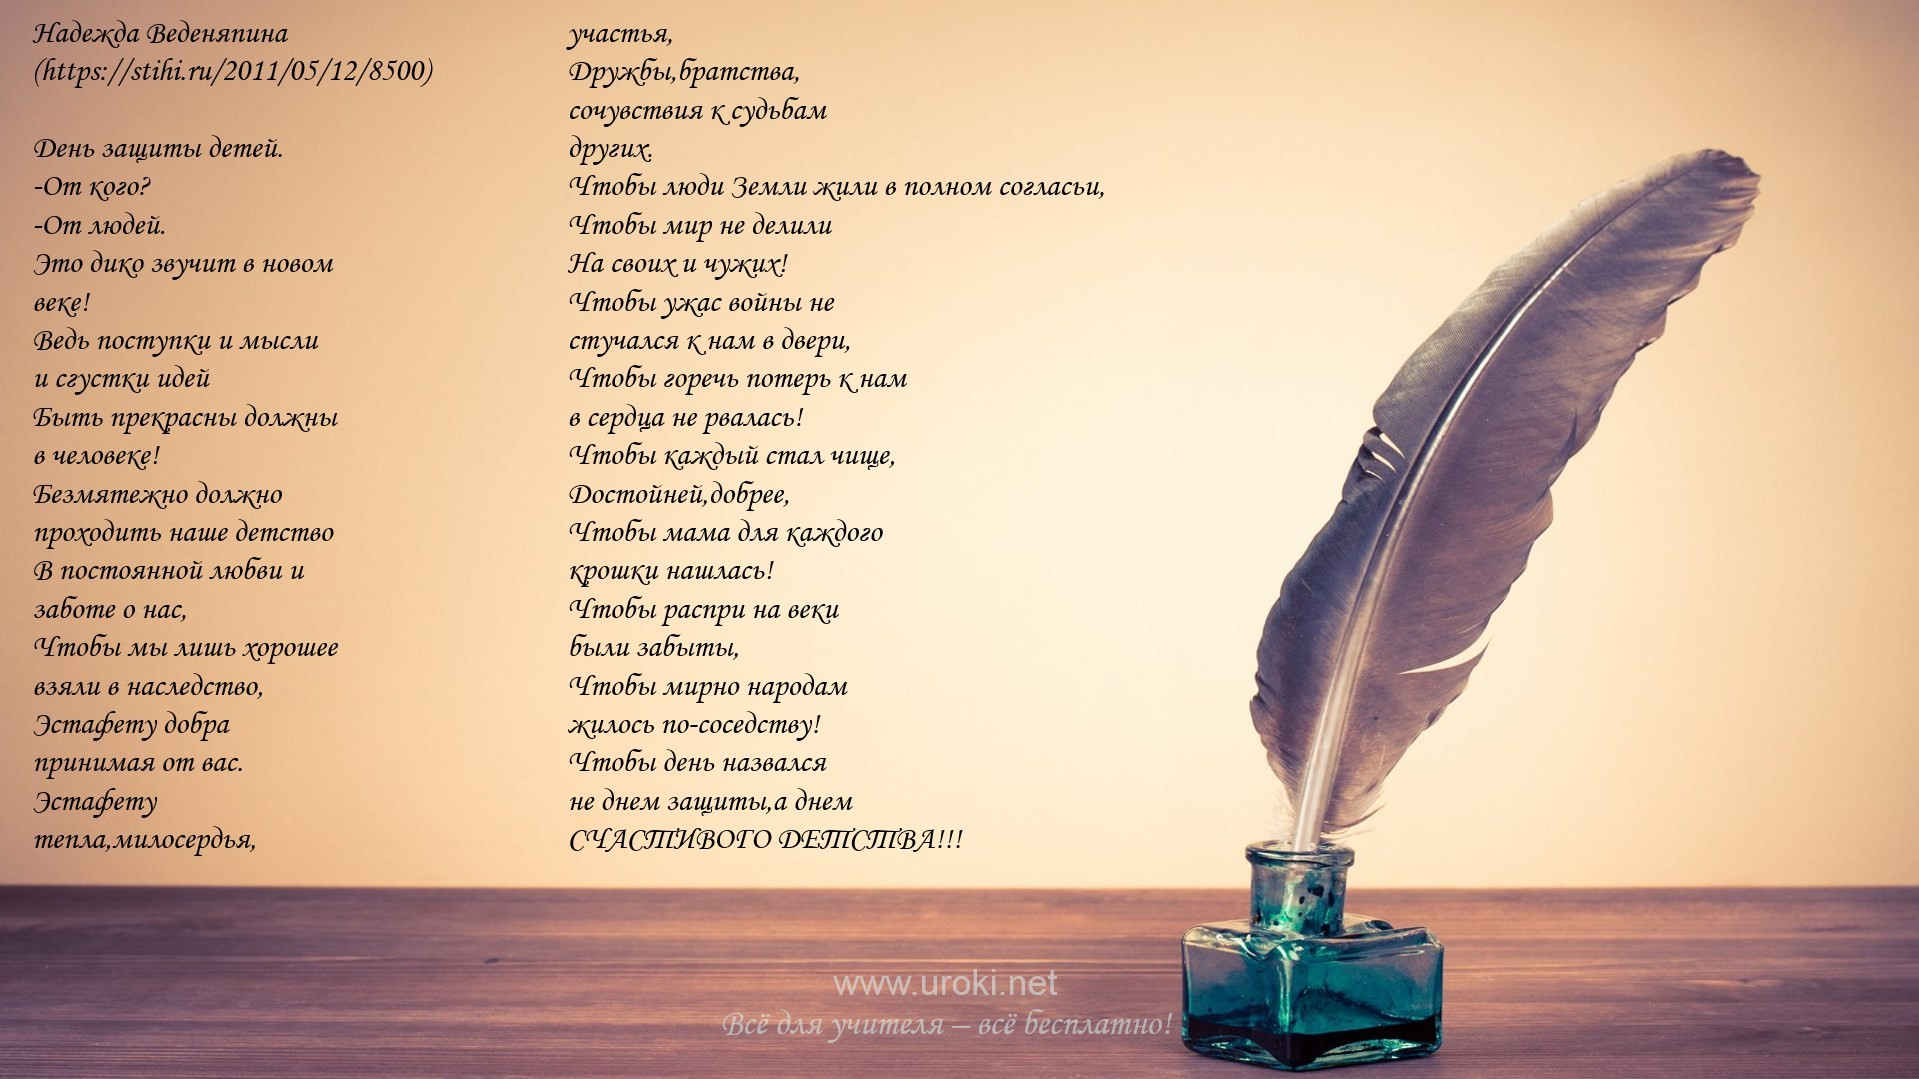 Надежда Веденяпина
(https://stihi.ru/2011/05/12/8500)
День защиты детей.
-От кого?
-От людей.
Это дико звучит в новом
веке!
Ведь поступки и мысли
и сгустки идей
Быть прекрасны должны
в человеке!
Безмятежно должно
проходить наше детство
В постоянной любви и
заботе о нас,
Чтобы мы лишь хорошее
взяли в наследство,
Эстафету добра
принимая от вас.
Эстафету
тепла,милосердья,
участья,
Дружбы,братства,
сочувствия к судьбам
других.
Чтобы люди Земли жили в полном согласьи,
Чтобы мир не делили
На своих и чужих!
Чтобы ужас войны не
стучался к нам в двери,
Чтобы горечь потерь к нам
в сердца не рвалась!
Чтобы каждый стал чище,
Достойней,добрее,
Чтобы мама для каждого
крошки нашлась!
Чтобы распри на веки
были забыты,
Чтобы мирно народам
жилось по-соседству!
Чтобы день назвался
не днем защиты,а днем
СЧАСТИВОГО ДЕТСТВА!!!
www.uroki.net
Всё для учителя – всё бесплатно!